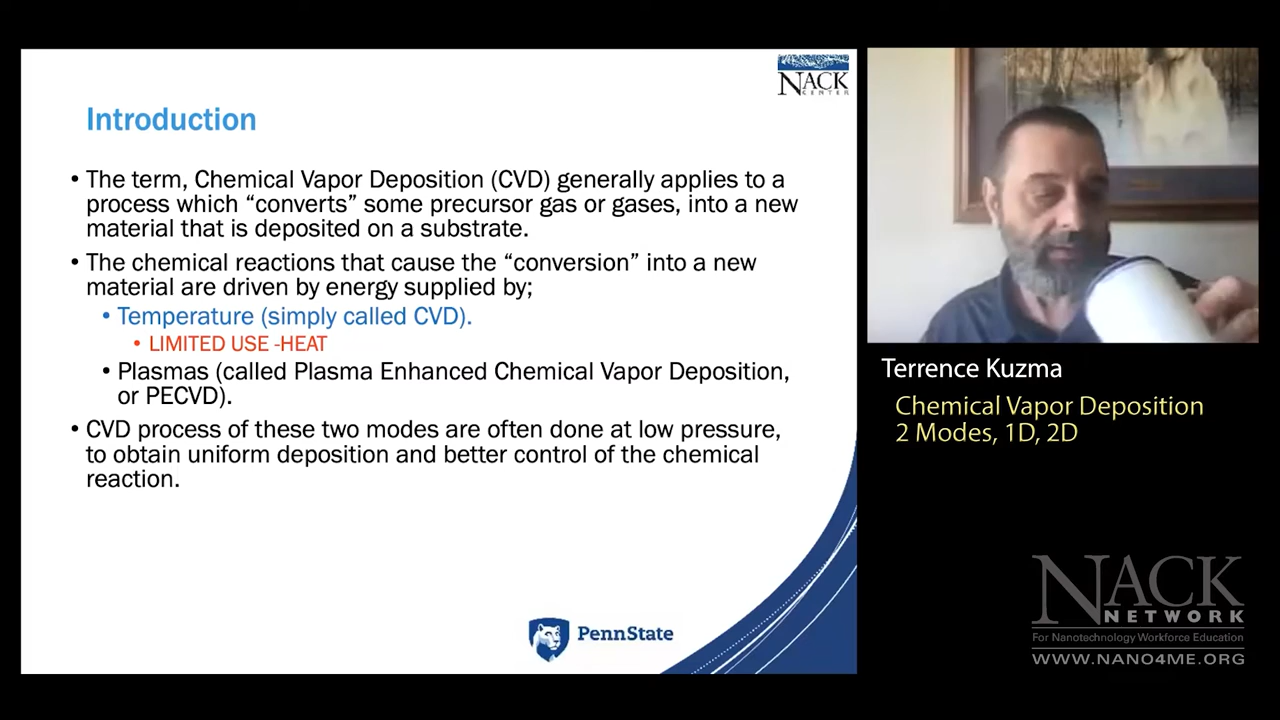 NACK
CENTER
Introduction
• The term, Chemical Vapor Deposition (CVD) generally applies to a
process which “converts” some precursor gas or gases, into a new
material that is deposited on a substrate.
• The chemical reactions that cause the “conversion” into a new
material are driven by energy supplied by;
• Temperature (simply called CVD).
• LIMITED USE -HEAT
• Plasmas (called Plasma Enhanced Chemical Vapor Deposition,
or PECVD).
• CVD process of these two modes are often done at low pressure,
to obtain uniform deposition and better control of the chemical
reaction.
PennState
Terrence Kuzma
Chemical Vapor Deposition
2 Modes, 1D, 2D
NACK
NETWORK
For Nanotechnology Workforce Education
WWW.NANO4ME.ORG